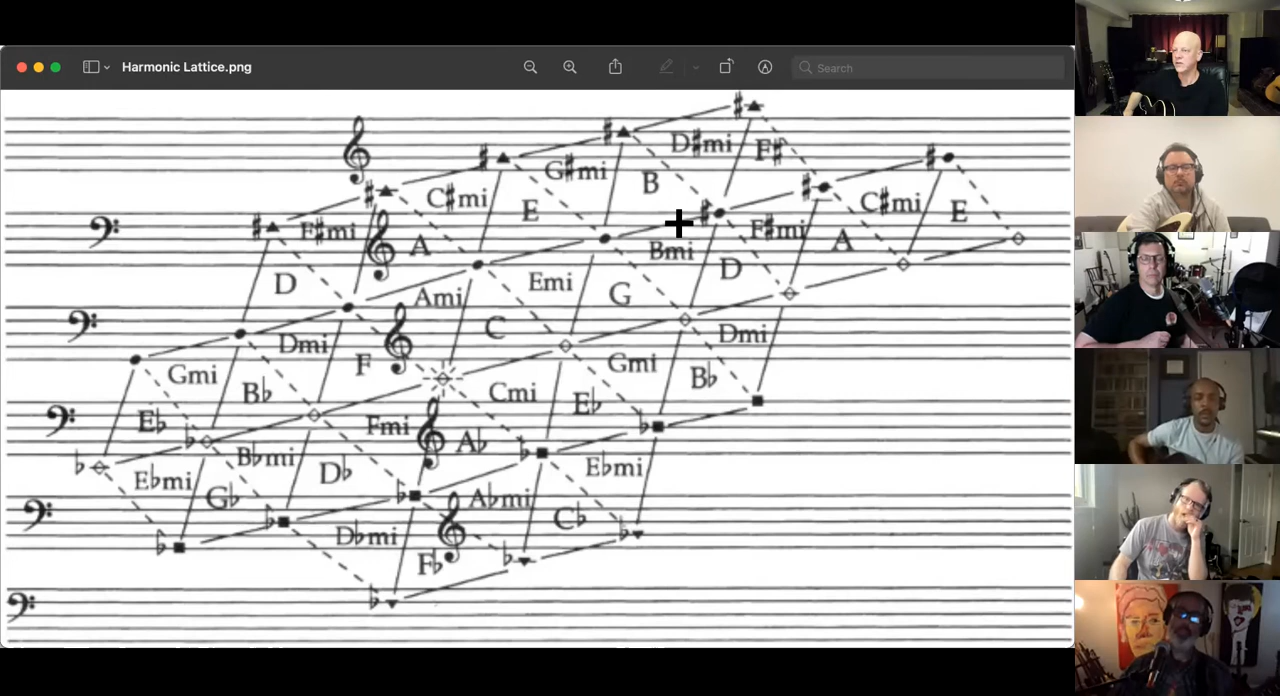 Harmonic Lattice.png
Search
D♯mi F♯
G♯mi B
C♯mi E
F♯mi A
D
C♯mi E
F♯mi A
Bmi D
Emi G
Ami C
Dmi F
Gmi B♭
E♭
Dmi
Gmi B♭
Cmi E♭
Fmi A♭
B♭mi D♭
E♭mi G♭
E♭mi
A♭mi C♭
D♭mi F♭